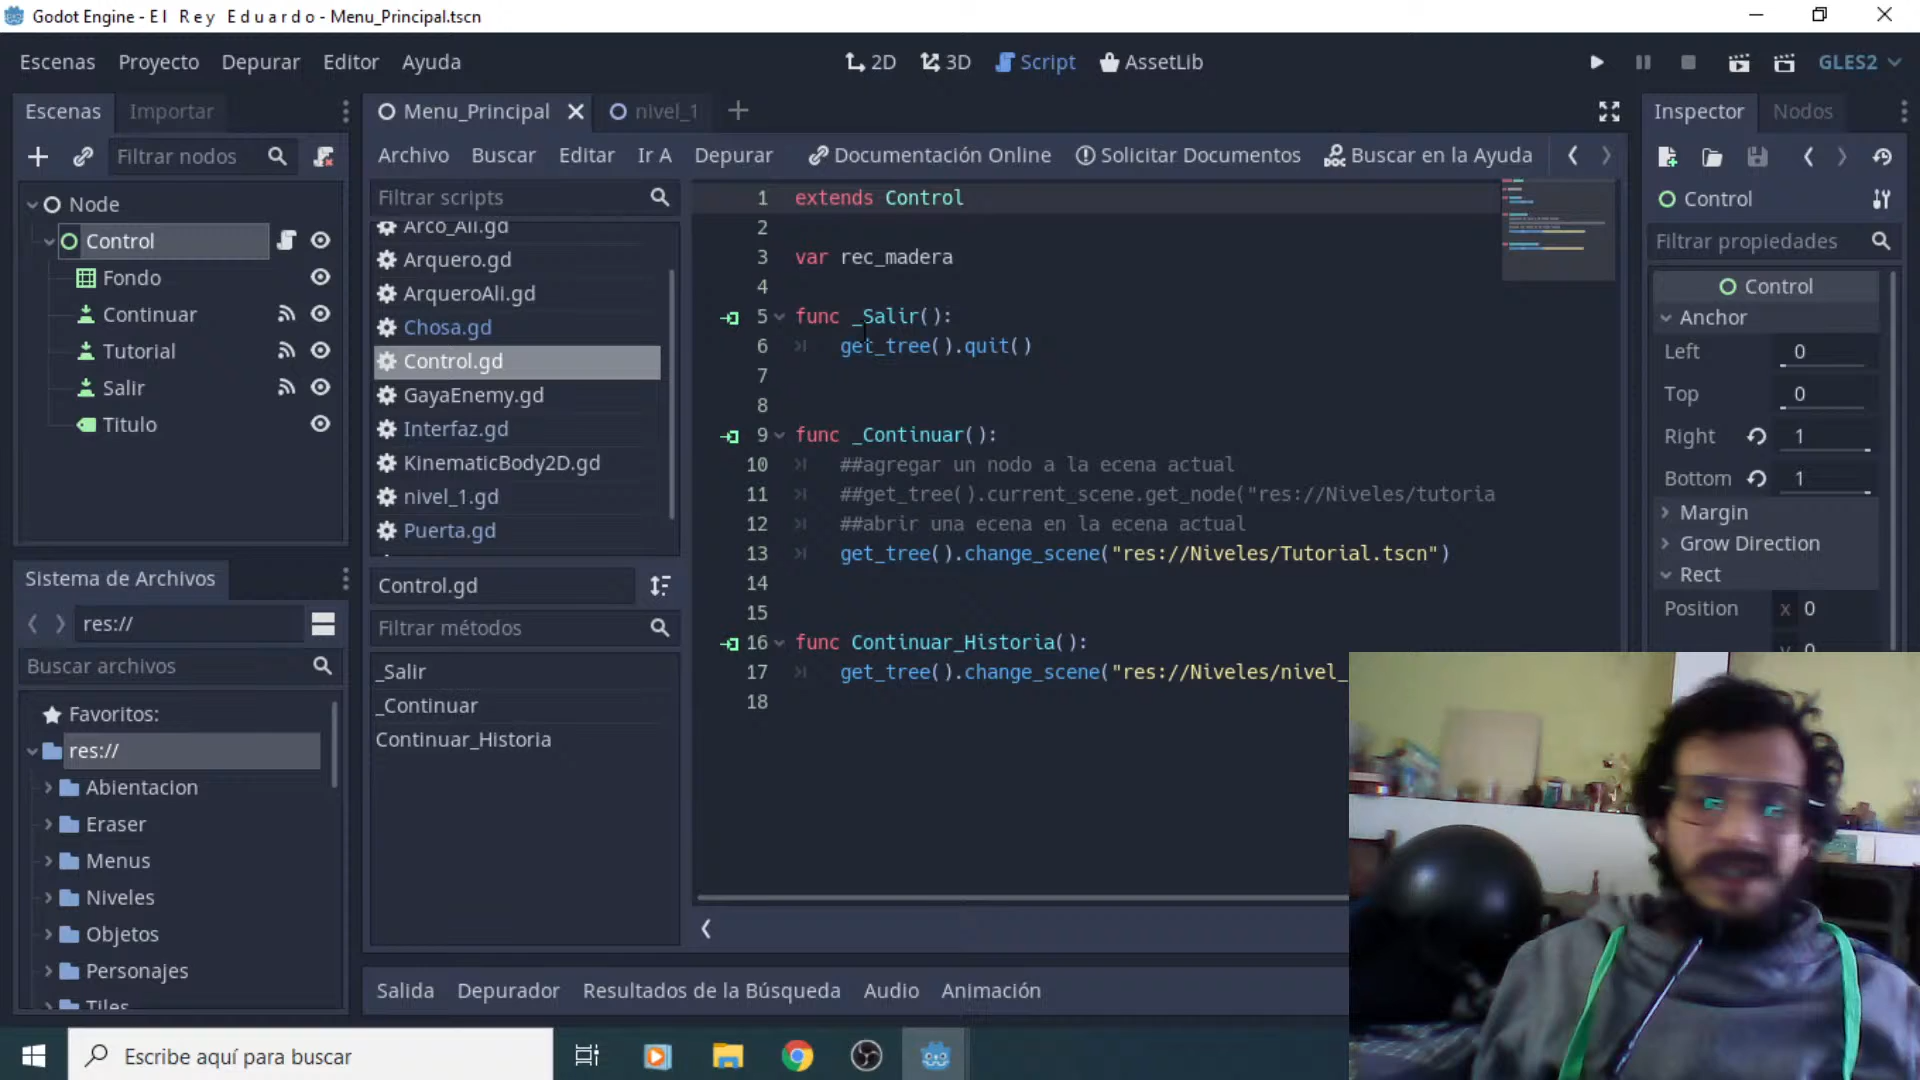 Godot Engine - El Rey Eduardo - Menu_Principal.tscn
Escenas Proyecto Depurar Editor Ayuda
2D 3D Script AssetLib
GLES2
Escenas Importar
Menu_Principal nivel_1
Inspector Nodos
Filtrar nodos
Archivo Buscar Editar Ir A Depurar Documentación Online Solicitar Documentos Buscar en la Ayuda
Node
Control
Fondo
Continuar
Tutorial
Salir
Titulo
Filtrar scripts
Arco_Ali.gd
Arquero.gd
ArqueroAli.gd
Chosa.gd
Control.gd
GayaEnemy.gd
Interfaz.gd
KinematicBody2D.gd
nivel_1.gd
Puerta.gd
Control.gd
Filtrar métodos
_Salir
_Continuar
Continuar_Historia
1 extends Control
2
3 var rec_madera
4
5 func _Salir():
6 get_tree().quit()
7
8
9 func _Continuar():
10 ##agregar un nodo a la ecena actual
11 ##get_tree().current_scene.get_node("res://Niveles/tutoria
12 ##abrir una ecena en la ecena actual
13 get_tree().change_scene("res://Niveles/Tutorial.tscn")
14
15
16 func Continuar_Historia():
17 get_tree().change_scene("res://Niveles/nivel_
18
Control
Filtrar propiedades
Control
Anchor
Left 0
Top 0
Right 1
Bottom 1
Margin
Grow Direction
Rect
Position x 0
Sistema de Archivos
res://
Buscar archivos
Favoritos:
res://
Abientacion
Eraser
Menus
Niveles
Objetos
Personajes
Tiles
Salida Depurador Resultados de la Búsqueda Audio Animación
Escribe aquí para buscar